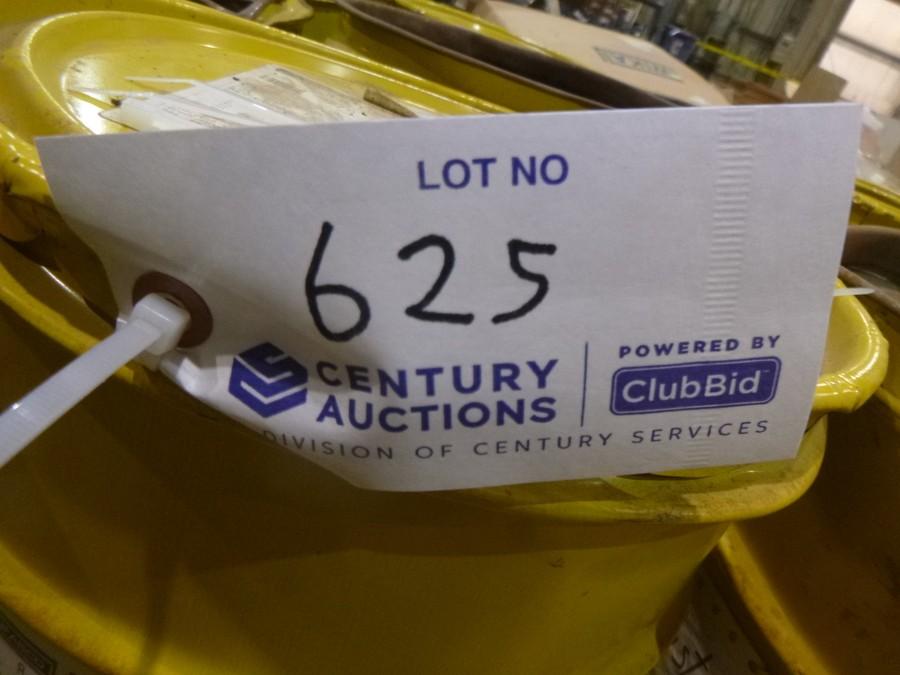 LOT NO
625
CENTURY
AUCTIONS
DIVISION OF CENTURY SERVICES
POWERED BY
ClubBid